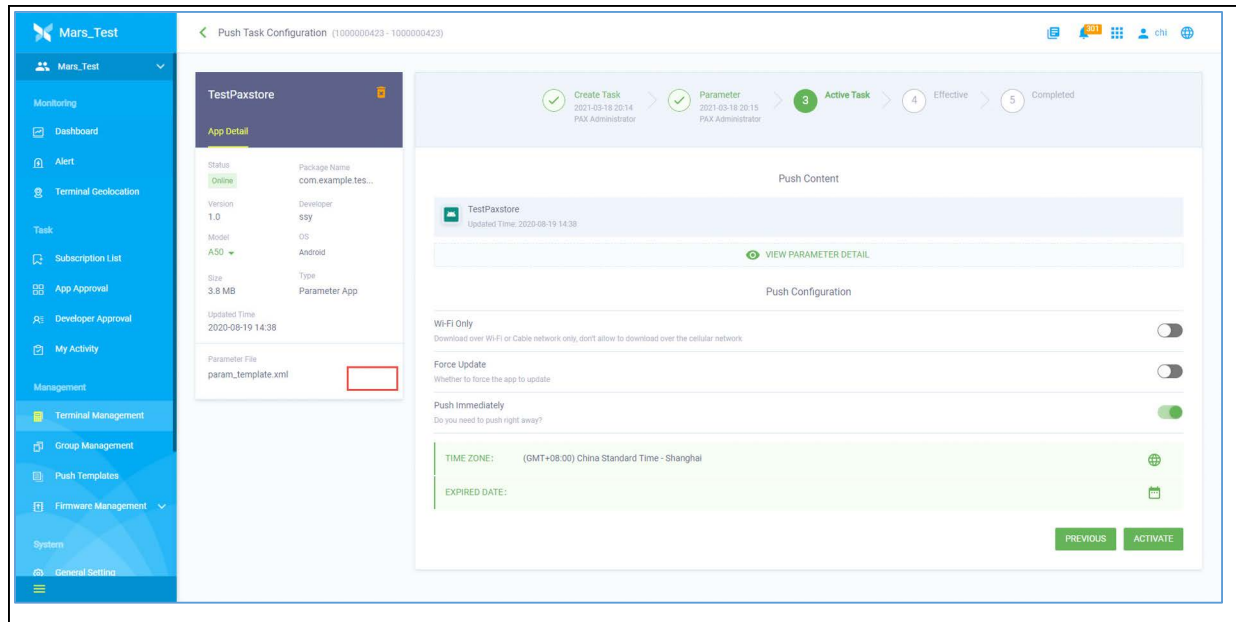 Mars_Test
Push Task Configuration (1000000423 - 1000000423)
301
chi
Mars_Test
Monitoring
Dashboard
Alert
Terminal Geolocation
Task
Subscription List
App Approval
Developer Approval
My Activity
Management
Terminal Management
Group Management
Push Templates
Firmware Management
System
General Setting
TestPaxstore
App Detail
Status
Online
Package Name
com.example.tes...
Version
1.0
Developer
ssy
Model
A50
OS
Android
Size
3.8 MB
Type
Parameter App
Updated Time
2020-08-19 14:38
Parameter File
param_template.xml
Create Task
2021-03-18 20:14
PAX Administrator
Parameter
2021-03-18 20:15
PAX Administrator
3 Active Task
4 Effective
5 Completed
Push Content
TestPaxstore
Updated Time: 2020-08-19 14:38
VIEW PARAMETER DETAIL
Push Configuration
Wi-Fi Only
Download over Wi-Fi or Cable network only, don't allow to download over the cellular network
Force Update
Whether to force the app to update
Push Immediately
Do you need to push right away?
TIME ZONE: (GMT+08:00) China Standard Time - Shanghai
EXPIRED DATE:
PREVIOUS
ACTIVATE